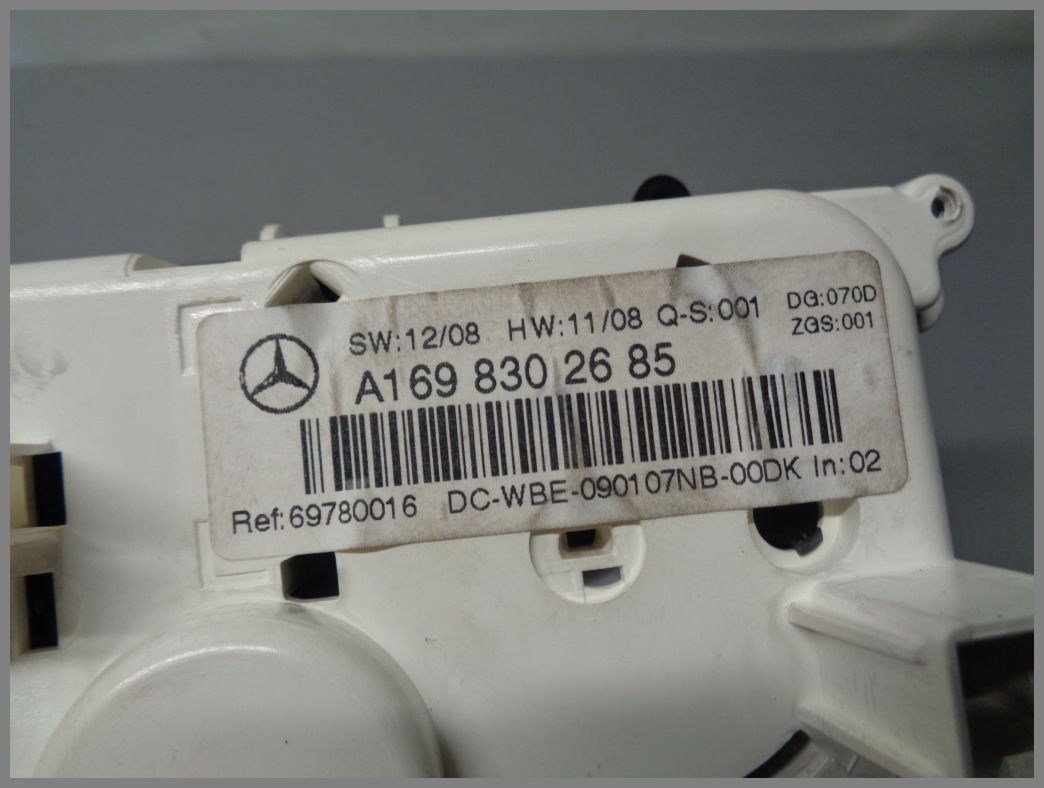 SW:12/08 HW:11/08 Q-S:001 DG:070D
ZGS:001
A169 830 26 85
Ref:69780016 DC-WBE-090107NB-00DK In:02